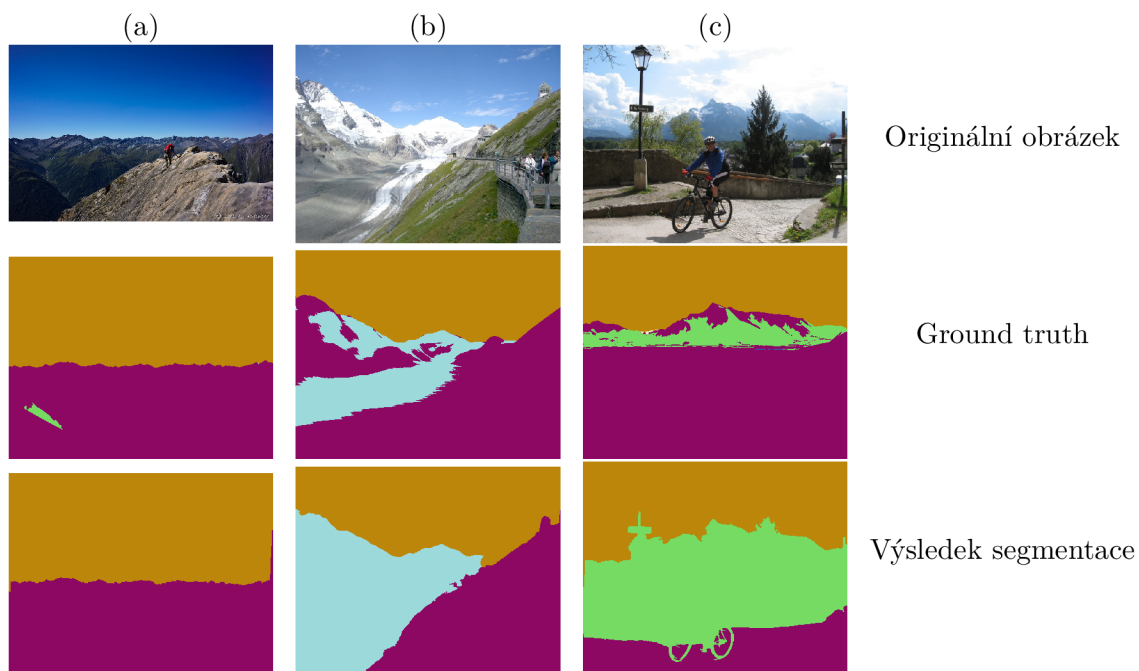 (a)
(b)
(c)
Originální obrázek
Ground truth
Výsledek segmentace